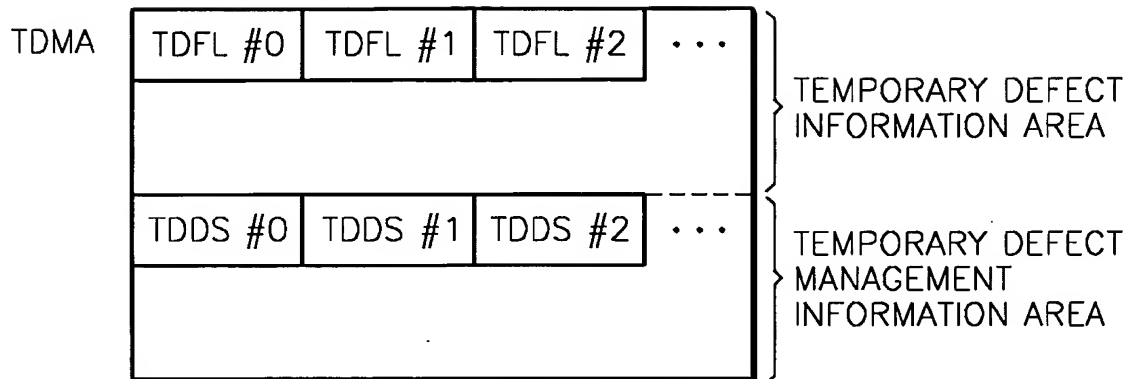 TDMA
TDFL #0 TDFL #1 TDFL #2 ...
TEMPORARY DEFECT
INFORMATION AREA
TDDS #0 TDDS #1 TDDS #2 ...
TEMPORARY DEFECT
MANAGEMENT
INFORMATION AREA